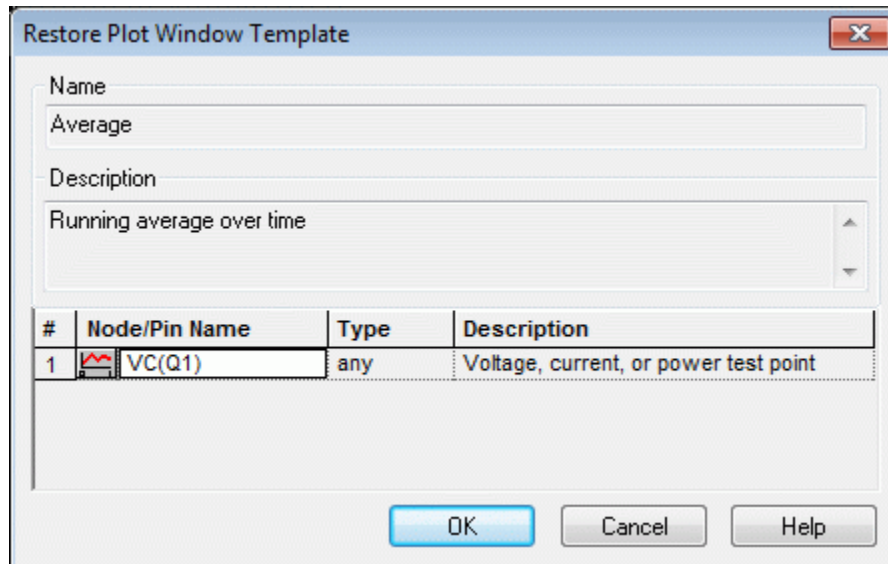 Restore Plot Window Template
Name
Average
Description
Running average over time
# Node/Pin Name Type Description
1 VC(Q1) any Voltage, current, or power test point
OK Cancel Help